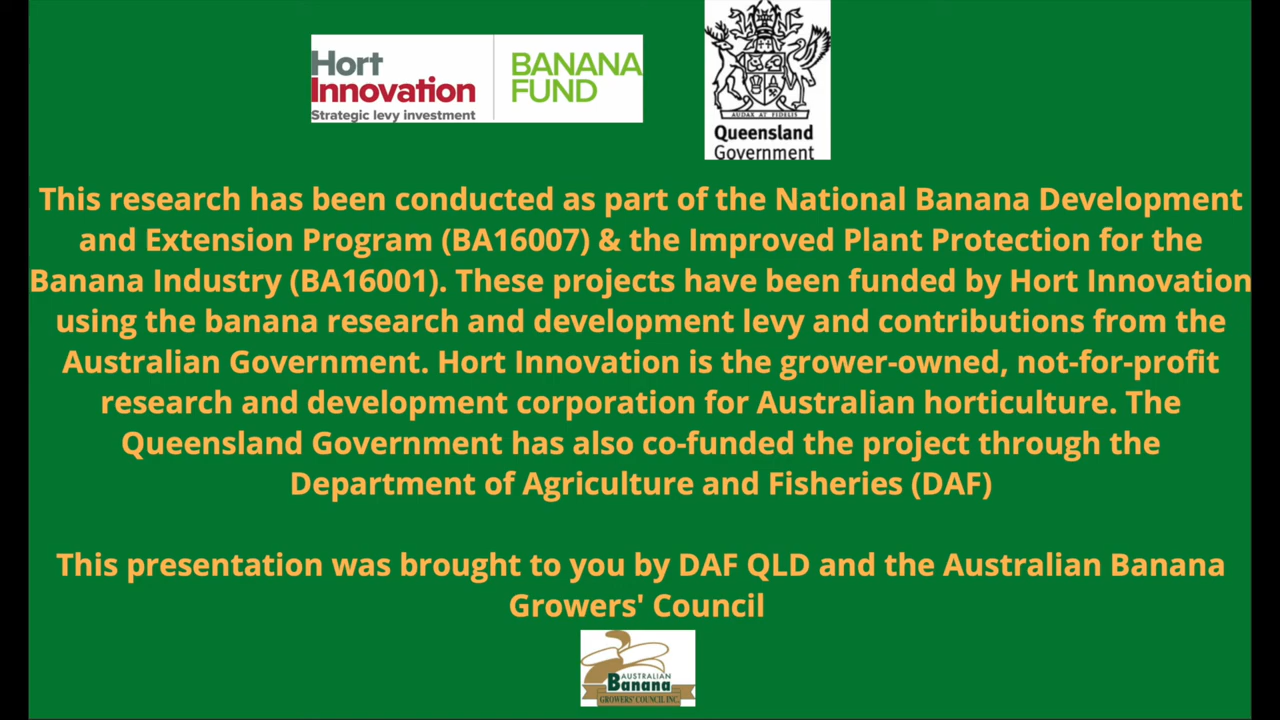 Hort
Innovation
Strategic levy investment
BANANA
FUND
AUDAX AT FIDELIS
Queensland
Government
This research has been conducted as part of the National Banana Development
and Extension Program (BA16007) & the Improved Plant Protection for the
Banana Industry (BA16001). These projects have been funded by Hort Innovation
using the banana research and development levy and contributions from the
Australian Government. Hort Innovation is the grower-owned, not-for-profit
research and development corporation for Australian horticulture. The
Queensland Government has also co-funded the project through the
Department of Agriculture and Fisheries (DAF)
This presentation was brought to you by DAF QLD and the Australian Banana
Growers' Council
AUSTRALIAN
Banana
GROWERS' COUNCIL INC.